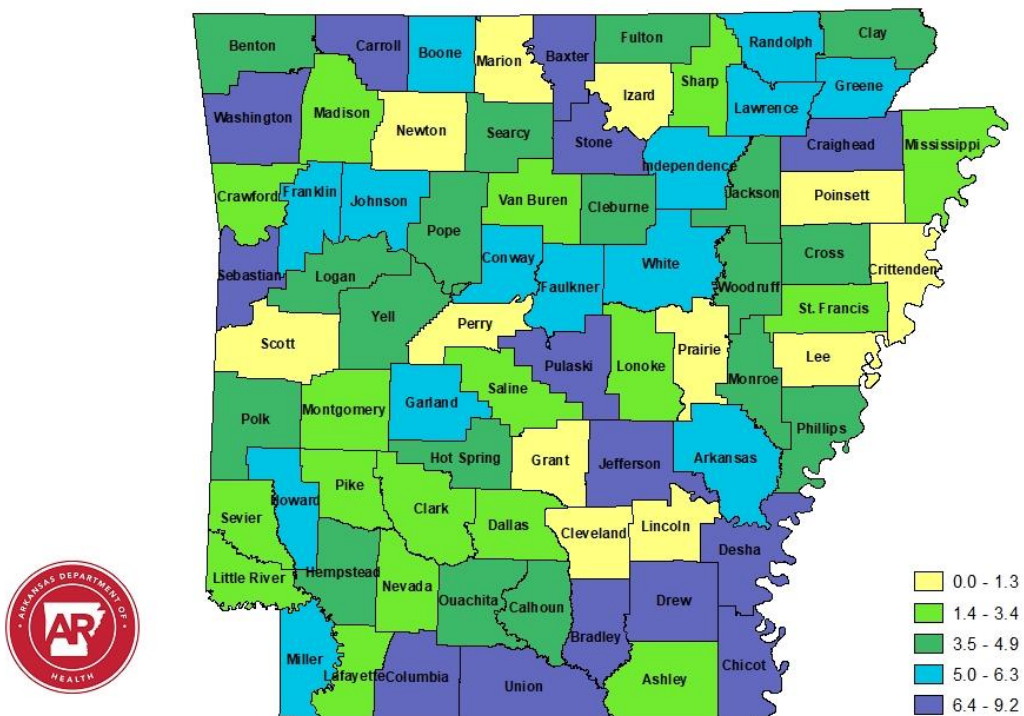 Benton
Carroll
Boone
Marion
Baxter
Fulton
Randolph
Clay
Sharp
Izard
Greene
Lawrence
Washington
Madison
Newton
Searcy
Stone
Craighead
Mississippi
Independence
Crawford
Franklin
Johnson
Van Buren
Cleburne
Jackson
Poinsett
Pope
Conway
White
Cross
Crittenden
Sebastian
Logan
Faulkner
Woodruff
St. Francis
Yell
Perry
Scott
Pulaski
Lonoke
Prairie
Lee
Monroe
Saline
Garland
Montgomery
Polk
Phillips
Hot Spring
Grant
Jefferson
Arkansas
Howard
Pike
Clark
Sevier
Dallas
Cleveland
Lincoln
Desha
Little River
Hempstead
Nevada
Ouachita
Calhoun
Drew
Bradley
Miller
Lafayette
Columbia
Union
Ashley
Chicot
ARKANSAS DEPARTMENT OF
AR
HEALTH
0.0 - 1.3
1.4 - 3.4
3.5 - 4.9
5.0 - 6.3
6.4 - 9.2